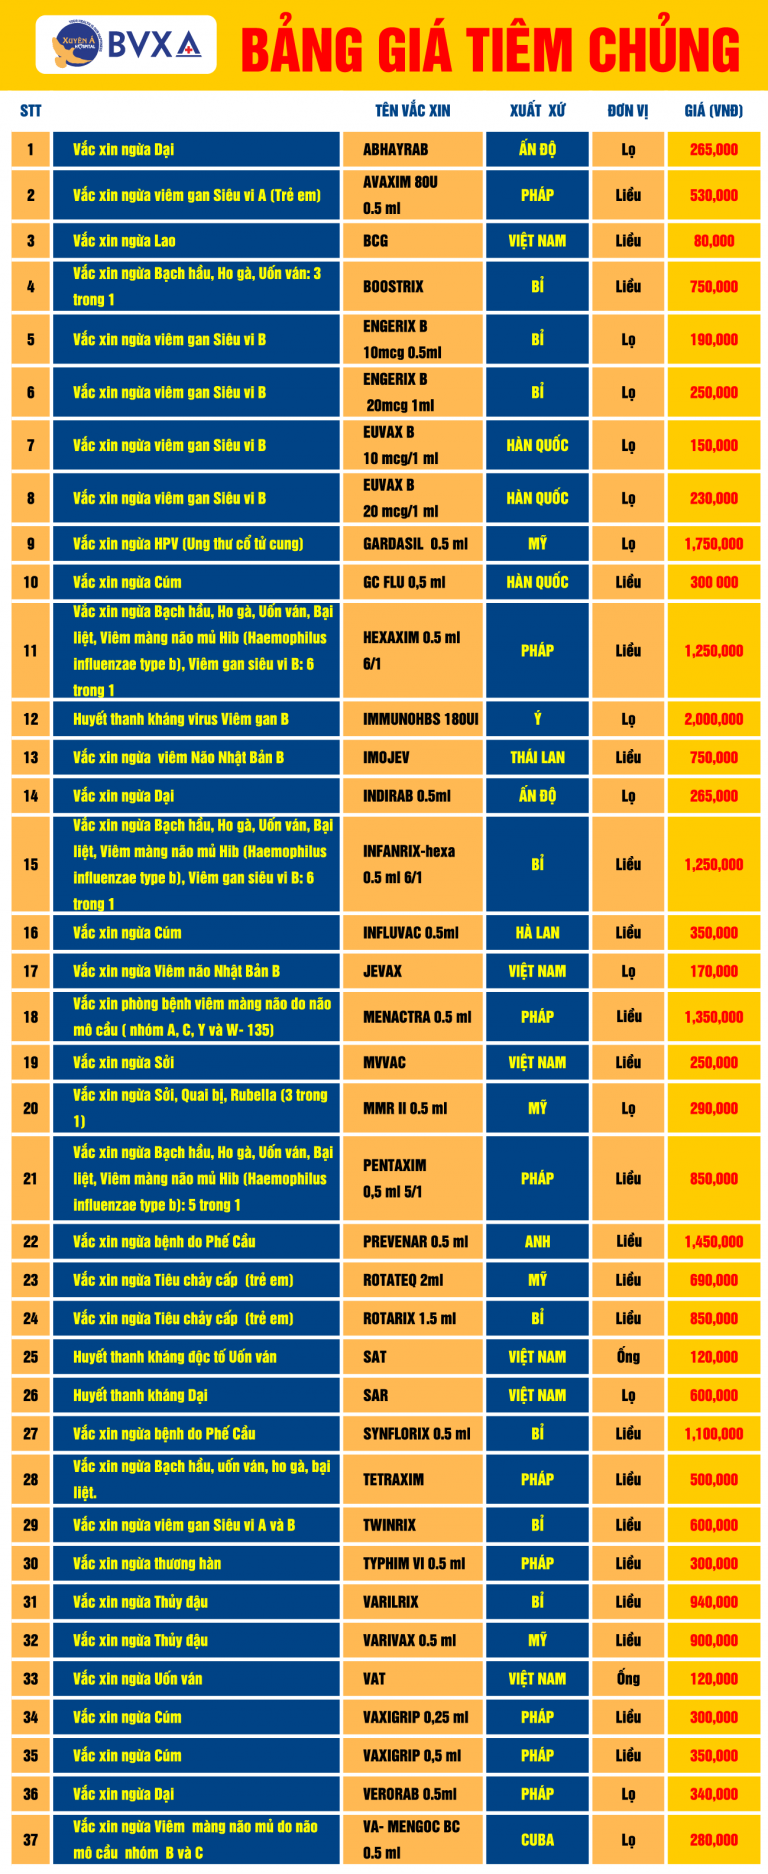 XUYÊN Á
HOSPITAL
BVXA
BẢNG GIÁ TIÊM CHỦNG
STT TÊN VẮC XIN XUẤT XỨ ĐƠN VỊ GIÁ (VNĐ)
1 Vắc xin ngừa Dại ABHAYRAB ẤN ĐỘ Lọ 265,000
2 Vắc xin ngừa viêm gan Siêu vi A (Trẻ em) AVAXIM 80U PHÁP Liều 530,000
0.5 ml
3 Vắc xin ngừa Lao BCG VIỆT NAM Liều 80,000
4 Vắc xin ngừa Bạch hầu, Ho gà, Uốn ván: 3 BOOSTRIX BỈ Liều 750,000
trong 1
5 Vắc xin ngừa viêm gan Siêu vi B ENGERIX B BỈ Lọ 190,000
10mcg 0.5ml
6 Vắc xin ngừa viêm gan Siêu vi B ENGERIX B BỈ Lọ 250,000
20mcg 1ml
7 Vắc xin ngừa viêm gan Siêu vi B EUVAX B HÀN QUỐC Lọ 150,000
10 mcg/1 ml
8 Vắc xin ngừa viêm gan Siêu vi B EUVAX B HÀN QUỐC Lọ 230,000
20 mcg/1 ml
9 Vắc xin ngừa HPV (Ung thư cổ tử cung) GARDASIL 0.5 ml MỸ Lọ 1,750,000
10 Vắc xin ngừa Cúm GC FLU 0,5 ml HÀN QUỐC Liều 300 000
11 Vắc xin ngừa Bạch hầu, Ho gà, Uốn ván, Bại HEXAXIM 0.5 ml PHÁP Liều 1,250,000
liệt, Viêm màng não mủ Hib (Haemophilus 6/1
influenzae type b), Viêm gan siêu vi B: 6
trong 1
12 Huyết thanh kháng virus Viêm gan B IMMUNOHBS 180UI Ý Lọ 2,000,000
13 Vắc xin ngừa viêm Não Nhật Bản B IMOJEV THÁI LAN Liều 750,000
14 Vắc xin ngừa Dại INDIRAB 0.5ml ẤN ĐỘ Lọ 265,000
15 Vắc xin ngừa Bạch hầu, Ho gà, Uốn ván, Bại INFANRIX-hexa BỈ Liều 1,250,000
liệt, Viêm màng não mủ Hib (Haemophilus 0.5 ml 6/1
influenzae type b), Viêm gan siêu vi B: 6
trong 1
16 Vắc xin ngừa Cúm INFLUVAC 0.5ml HÀ LAN Liều 350,000
17 Vắc xin ngừa Viêm não Nhật Bản B JEVAX VIỆT NAM Lọ 170,000
18 Vắc xin phòng bệnh viêm màng não do não MENACTRA 0.5 ml PHÁP Liều 1,350,000
mô cầu ( nhóm A, C, Y và W- 135)
19 Vắc xin ngừa Sởi MVVAC VIỆT NAM Liều 250,000
20 Vắc xin ngừa Sởi, Quai bị, Rubella (3 trong MMR II 0.5 ml MỸ Lọ 290,000
1)
21 Vắc xin ngừa Bạch hầu, Ho gà, Uốn ván, Bại PENTAXIM PHÁP Liều 850,000
liệt, Viêm màng não mủ Hib (Haemophilus 0,5 ml 5/1
influenzae type b): 5 trong 1
22 Vắc xin ngừa bệnh do Phế Cầu PREVENAR 0.5 ml ANH Liều 1,450,000
23 Vắc xin ngừa Tiêu chảy cấp (trẻ em) ROTATEQ 2ml MỸ Liều 690,000
24 Vắc xin ngừa Tiêu chảy cấp (trẻ em) ROTARIX 1.5 ml BỈ Liều 850,000
25 Huyết thanh kháng độc tố Uốn ván SAT VIỆT NAM Ống 120,000
26 Huyết thanh kháng Dại SAR VIỆT NAM Lọ 600,000
27 Vắc xin ngừa bệnh do Phế Cầu SYNFLORIX 0.5 ml BỈ Liều 1,100,000
28 Vắc xin ngừa Bạch hầu, uốn ván, ho gà, bại TETRAXIM PHÁP Liều 500,000
liệt.
29 Vắc xin ngừa viêm gan Siêu vi A và B TWINRIX BỈ Liều 600,000
30 Vắc xin ngừa thương hàn TYPHIM VI 0.5 ml PHÁP Liều 300,000
31 Vắc xin ngừa Thủy đậu VARILRIX BỈ Liều 940,000
32 Vắc xin ngừa Thủy đậu VARIVAX 0.5 ml MỸ Liều 900,000
33 Vắc xin ngừa Uốn ván VAT VIỆT NAM Ống 120,000
34 Vắc xin ngừa Cúm VAXIGRIP 0,25 ml PHÁP Liều 300,000
35 Vắc xin ngừa Cúm VAXIGRIP 0,5 ml PHÁP Liều 350,000
36 Vắc xin ngừa Dại VERORAB 0.5ml PHÁP Lọ 340,000
37 Vắc xin ngừa Viêm màng não mủ do não VA- MENGOC BC CUBA Lọ 280,000
mô cầu nhóm B và C 0.5 ml